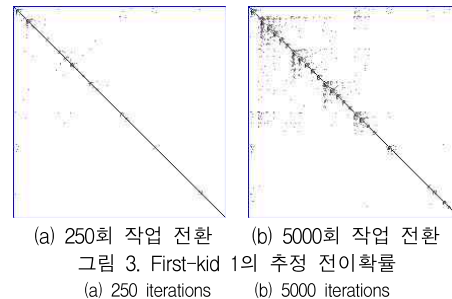 (a) 250회 작업 전환 (b) 5000회 작업 전환
그림 3. First-kid 1의 추정 전이확률
(a) 250 iterations (b) 5000 iterations